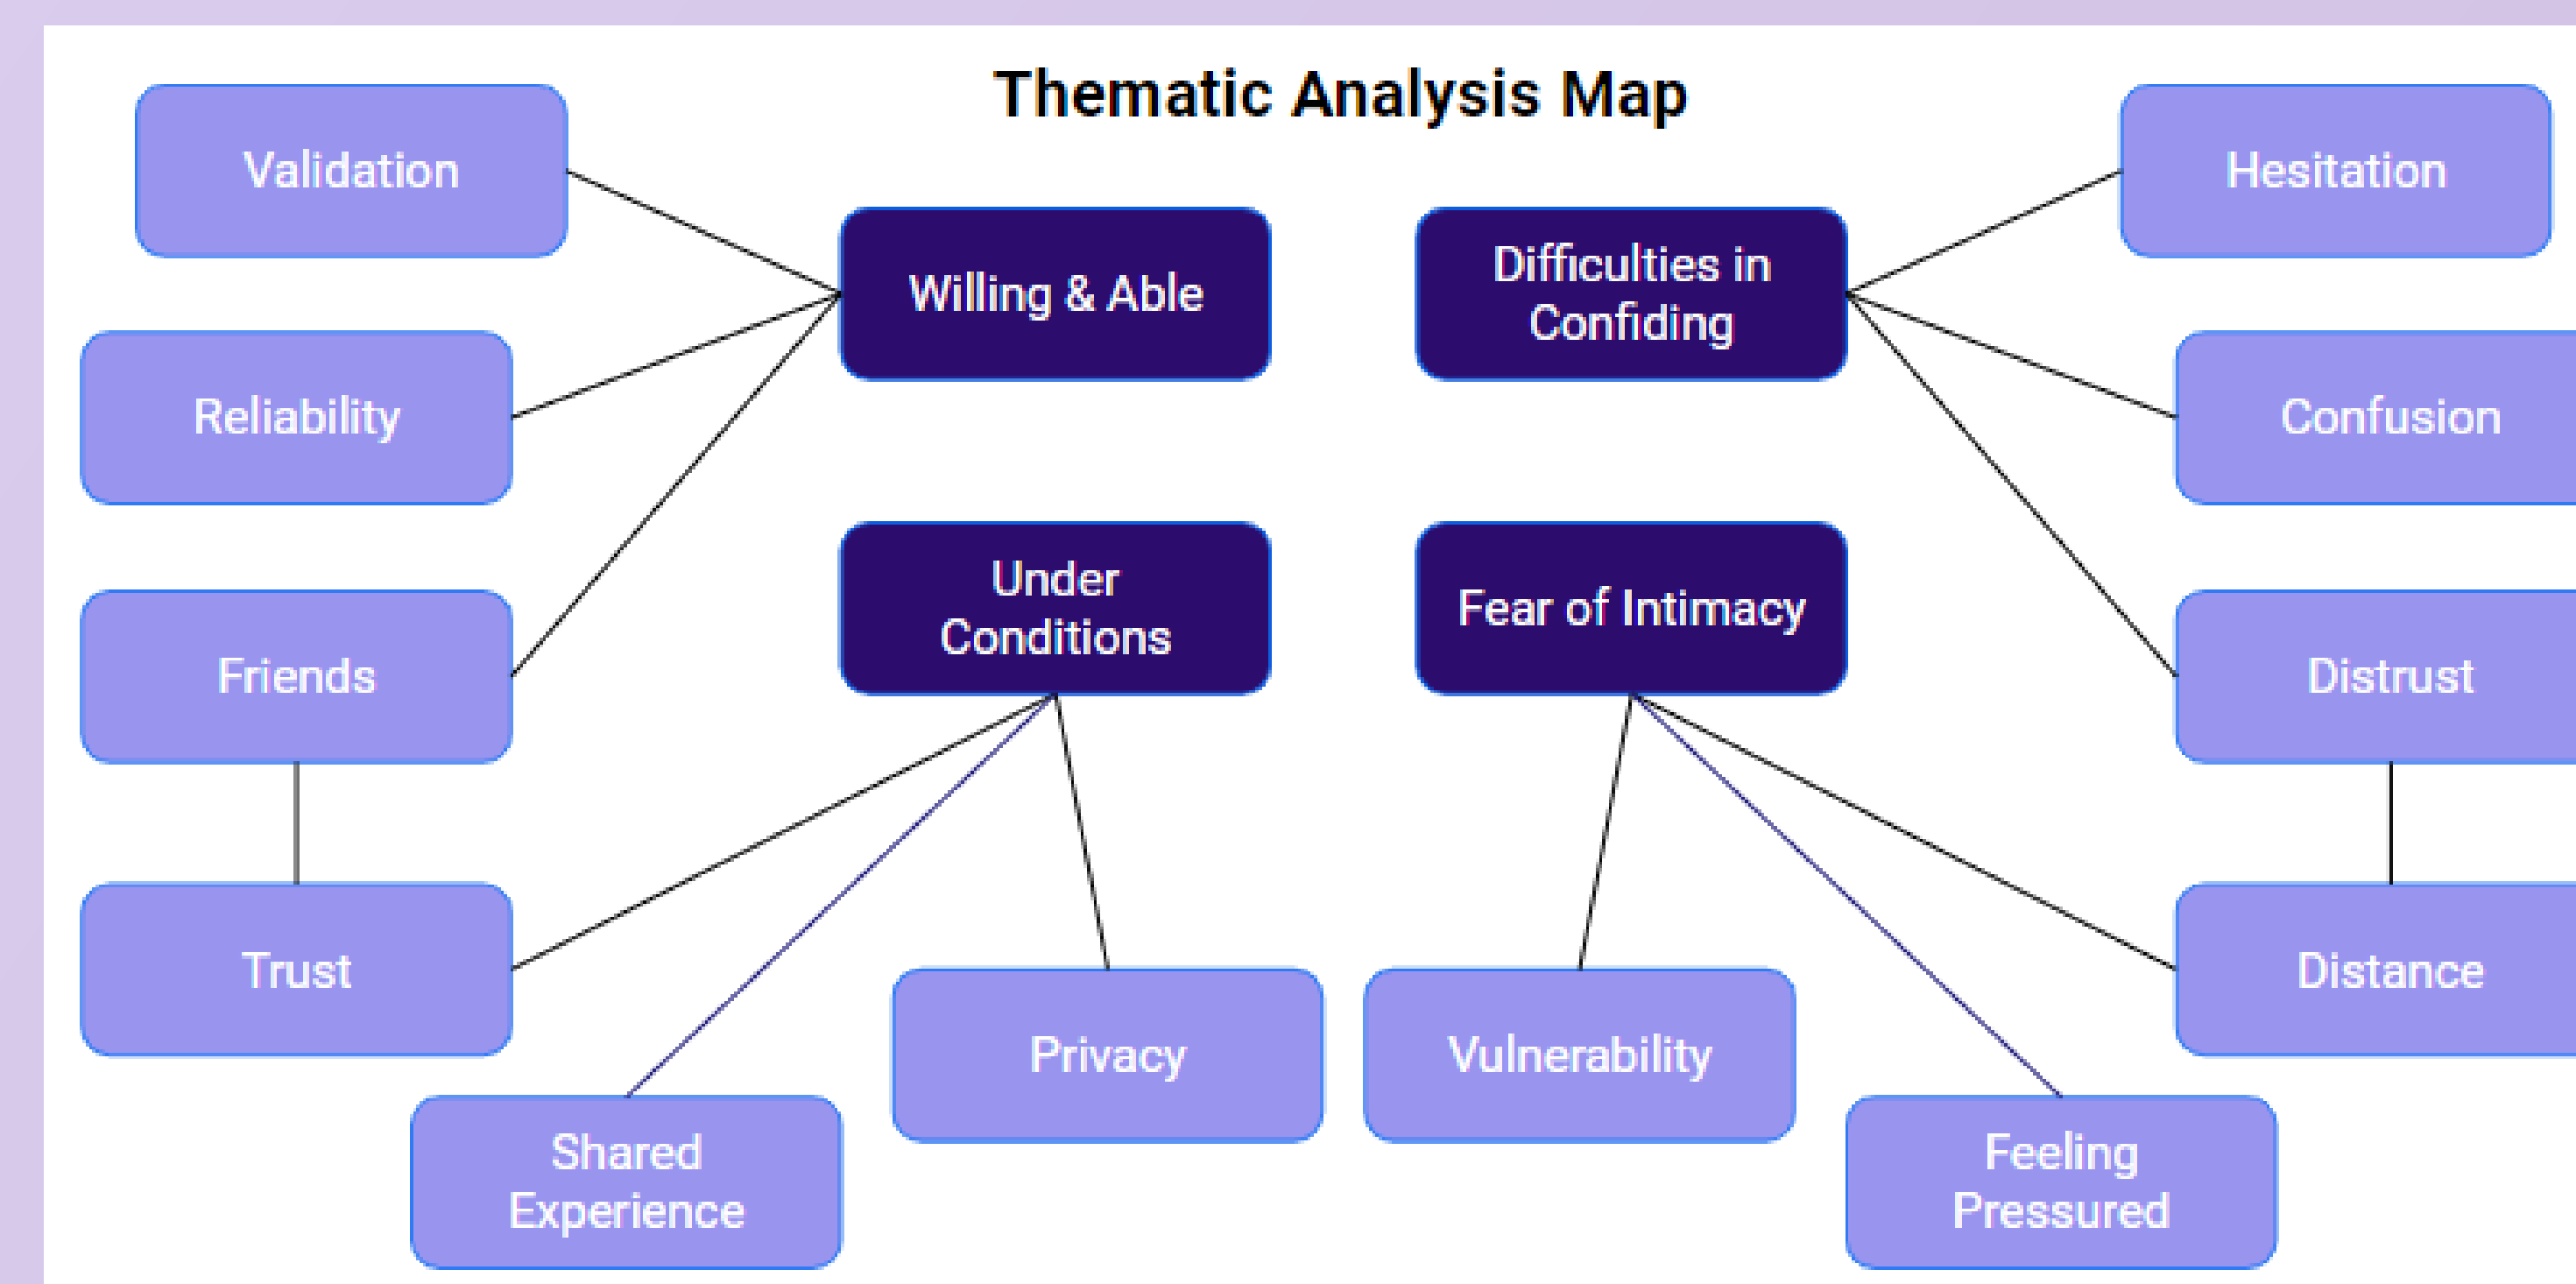 Thematic Analysis Map
Validation
Hesitation
Willing & Able
Difficulties in
Confiding
Reliability
Confusion
Under
Conditions
Fear of Intimacy
Friends
Distrust
Trust
Distance
Privacy
Vulnerability
Shared
Experience
Feeling
Pressured